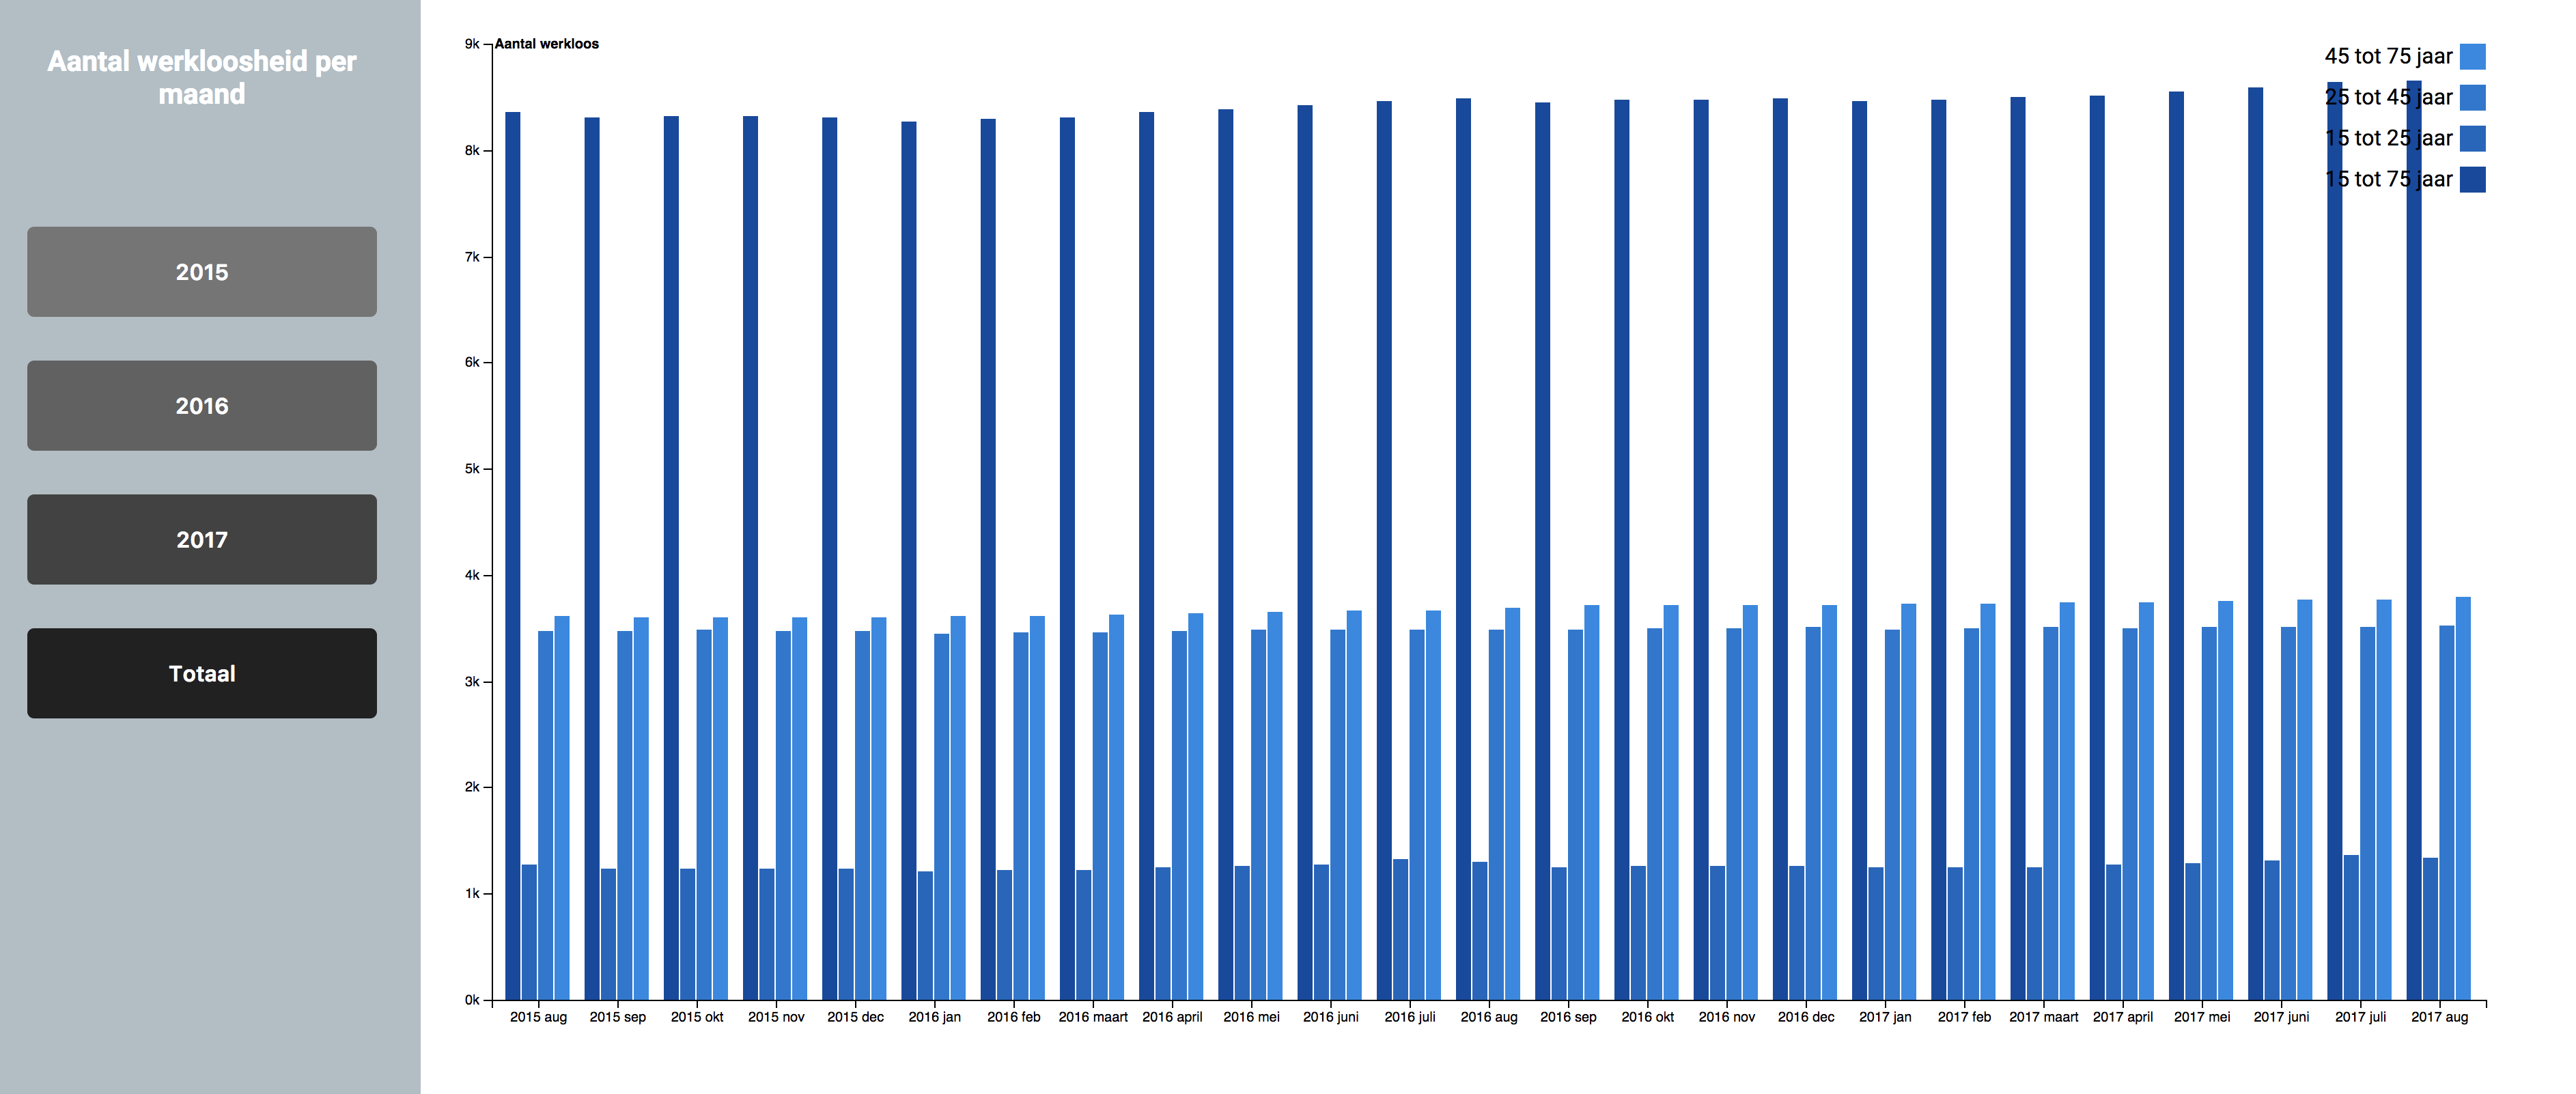 Aantal werkloosheid per
maand
2015
2016
2017
Totaal
Aantal werkloos
9k
8k
7k
6k
5k
4k
3k
2k
1k
0k
45 tot 75 jaar
25 tot 45 jaar
15 tot 25 jaar
15 tot 75 jaar
2015 aug 2015 sep 2015 okt 2015 nov 2015 dec 2016 jan 2016 feb 2016 maart 2016 april 2016 mei 2016 juni 2016 juli 2016 aug 2016 sep 2016 okt 2016 nov 2016 dec 2017 jan 2017 feb 2017 maart 2017 april 2017 mei 2017 juni 2017 juli 2017 aug